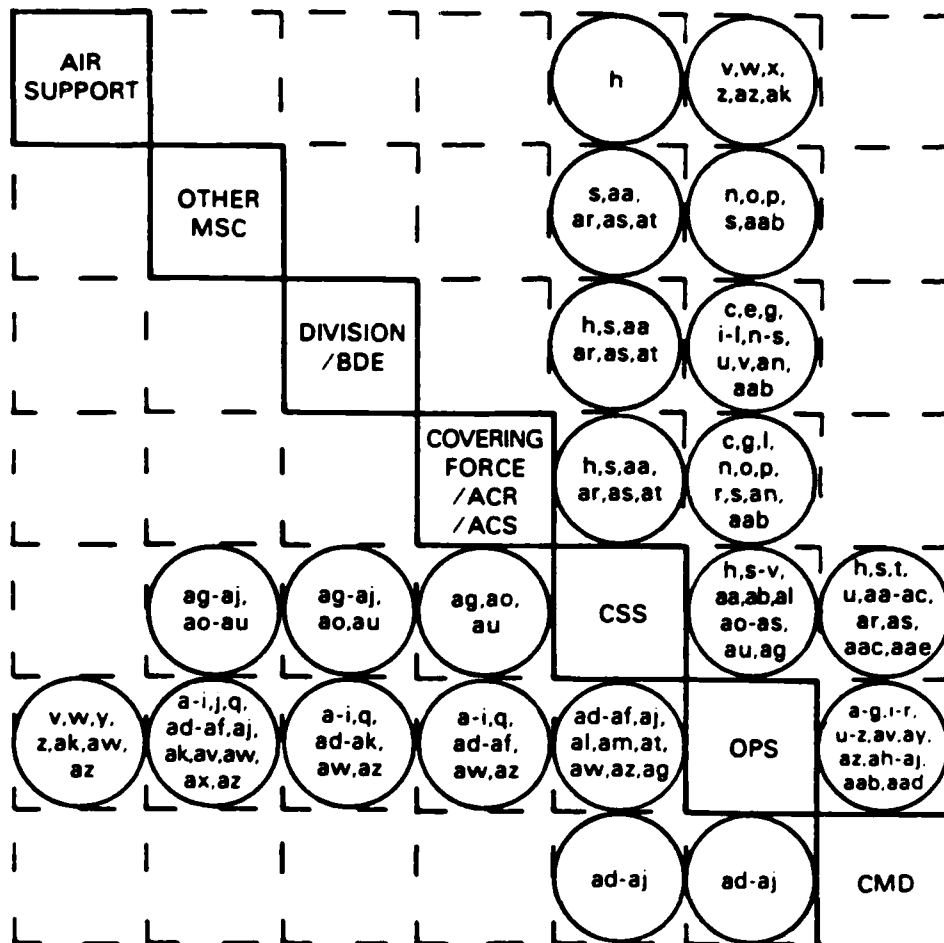 AIR
SUPPORT
h
v,w,x,
z,az,ak
OTHER
MSC
s,aa,
ar,as,at
n,o,p,
s,aab
DIVISION
/BDE
h,s,aa
ar,as,at
c,e,g,
i-l,n-s,
u,v,an,
aab
COVERING
FORCE
/ACR
/ACS
h,s,aa,
ar,as,at
c,g,l,
n,o,p,
r,s,an,
aab
ag-aj,
ao-au
ag-aj,
ao,au
ag,ao,
au
CSS
h,s-v,
aa,ab,al
ao-as,
au,ag
h,s,t,
u,aa-ac,
ar,as,
aac,aae
v,w,y,
z,ak,aw,
az
a-i,j,q,
ad-af,aj,
ak,av,aw,
ax,az
a-i,q,
ad-ak,
aw,az
a-i,q,
ad-af,
aw,az
ad-af,aj,
al,am,at,
aw,az,ag
OPS
a-g,i-r,
u-z,av,ay,
az,ah-aj,
aab,aad
ad-aj
ad-aj
CMD